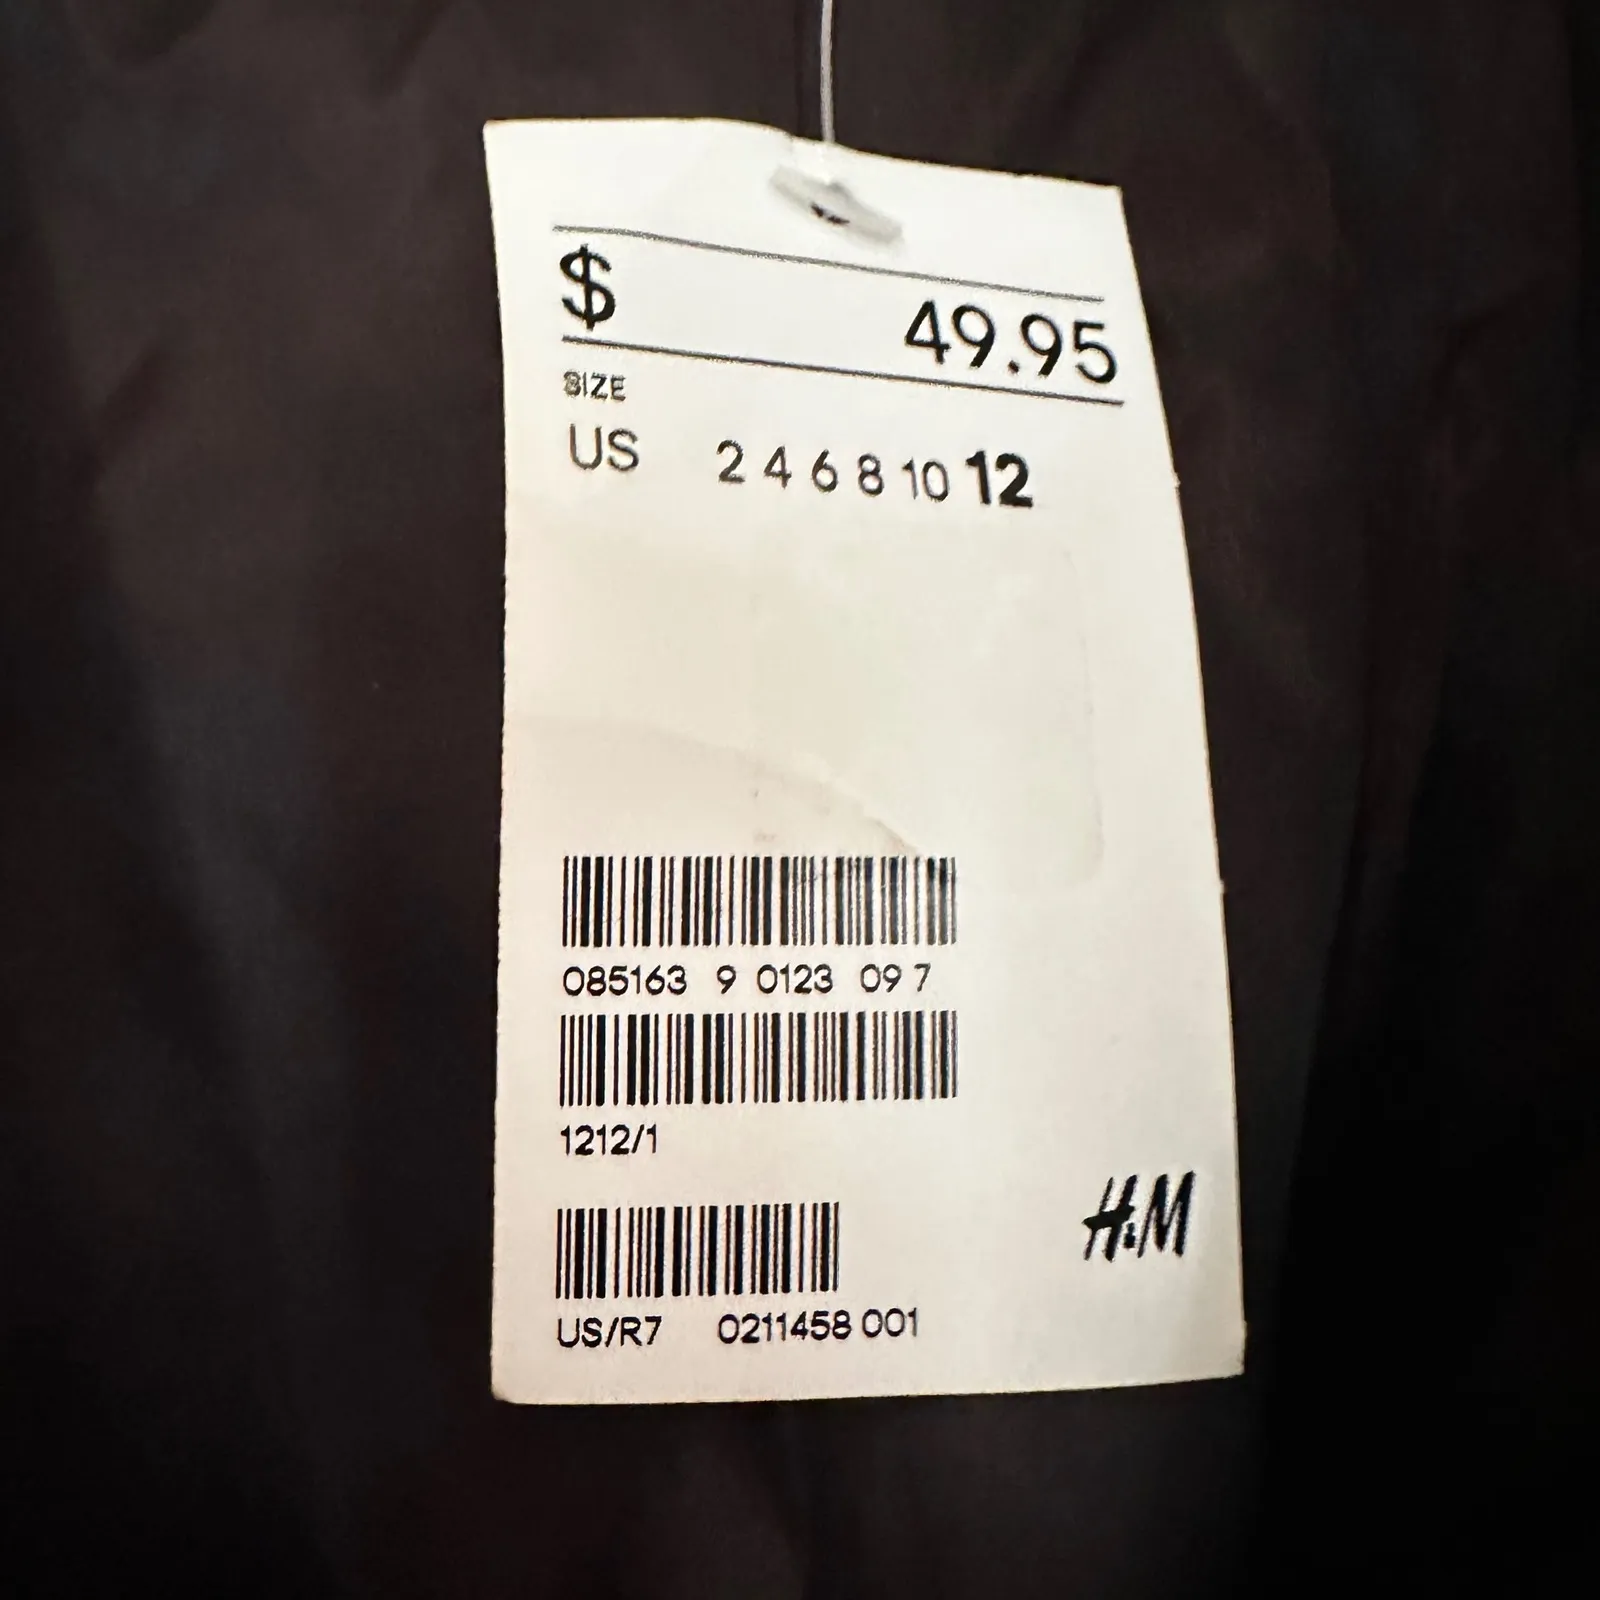 $ 49.95
SIZE
US 2 4 6 8 10 12
085163 9 0123 09 7
1212/1
H&M
US/R7 0211458 001